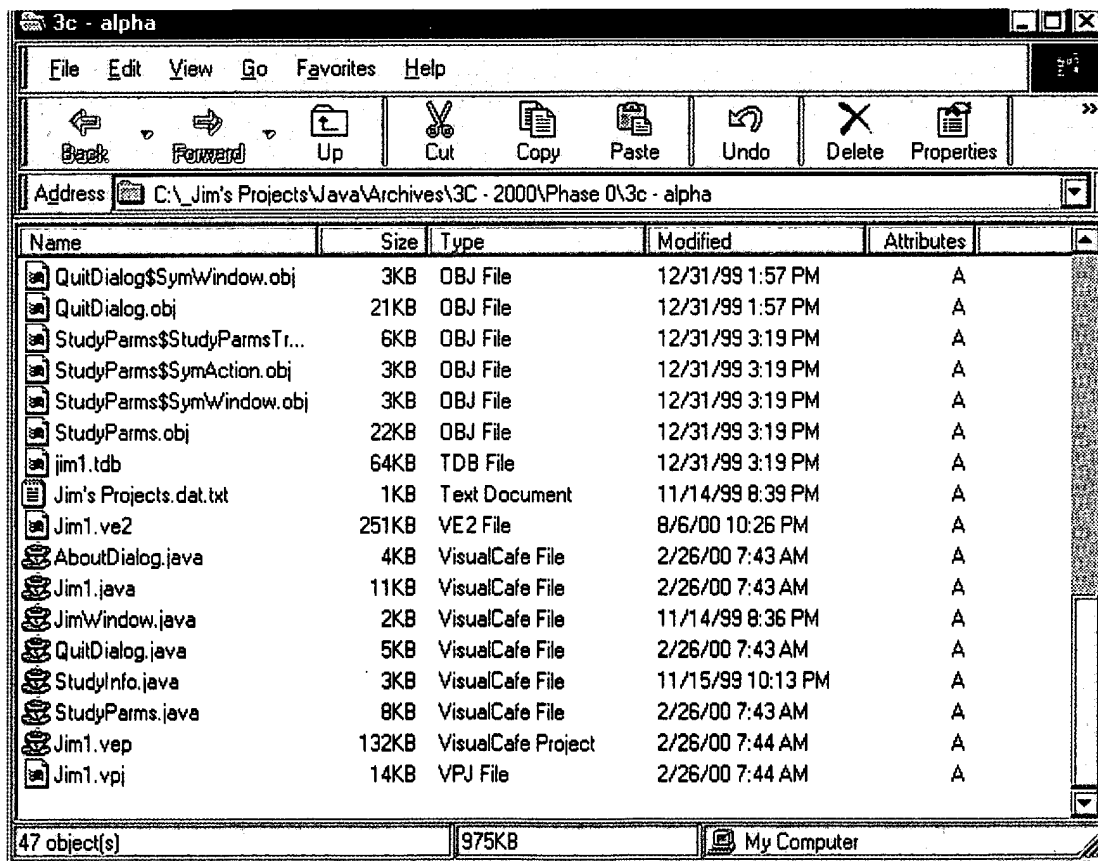 3c - alpha
File Edit View Go Favorites Help
Back Forward Up Cut Copy Paste Undo Delete Properties »
Address C:\_Jim's Projects\Java\Archives\3C - 2000\Phase 0\3c - alpha
Name Size Type Modified Attributes
QuitDialog$SymWindow.obj 3KB OBJ File 12/31/99 1:57 PM A
QuitDialog.obj 21KB OBJ File 12/31/99 1:57 PM A
StudyParms$StudyParmsTr... 6KB OBJ File 12/31/99 3:19 PM A
StudyParms$SymAction.obj 3KB OBJ File 12/31/99 3:19 PM A
StudyParms$SymWindow.obj 3KB OBJ File 12/31/99 3:19 PM A
StudyParms.obj 22KB OBJ File 12/31/99 3:19 PM A
jim1.tdb 64KB TDB File 12/31/99 3:19 PM A
Jim's Projects.dat.txt 1KB Text Document 11/14/99 8:39 PM A
Jim1.ve2 251KB VE2 File 8/6/00 10:26 PM A
AboutDialog.java 4KB VisualCafe File 2/26/00 7:43 AM A
Jim1.java 11KB VisualCafe File 2/26/00 7:43 AM A
JimWindow.java 2KB VisualCafe File 11/14/99 8:36 PM A
QuitDialog.java 5KB VisualCafe File 2/26/00 7:43 AM A
StudyInfo.java 3KB VisualCafe File 11/15/99 10:13 PM A
StudyParms.java 8KB VisualCafe File 2/26/00 7:43 AM A
Jim1.vep 132KB VisualCafe Project 2/26/00 7:44 AM A
Jim1.vpj 14KB VPJ File 2/26/00 7:44 AM A
47 object(s) 975KB My Computer